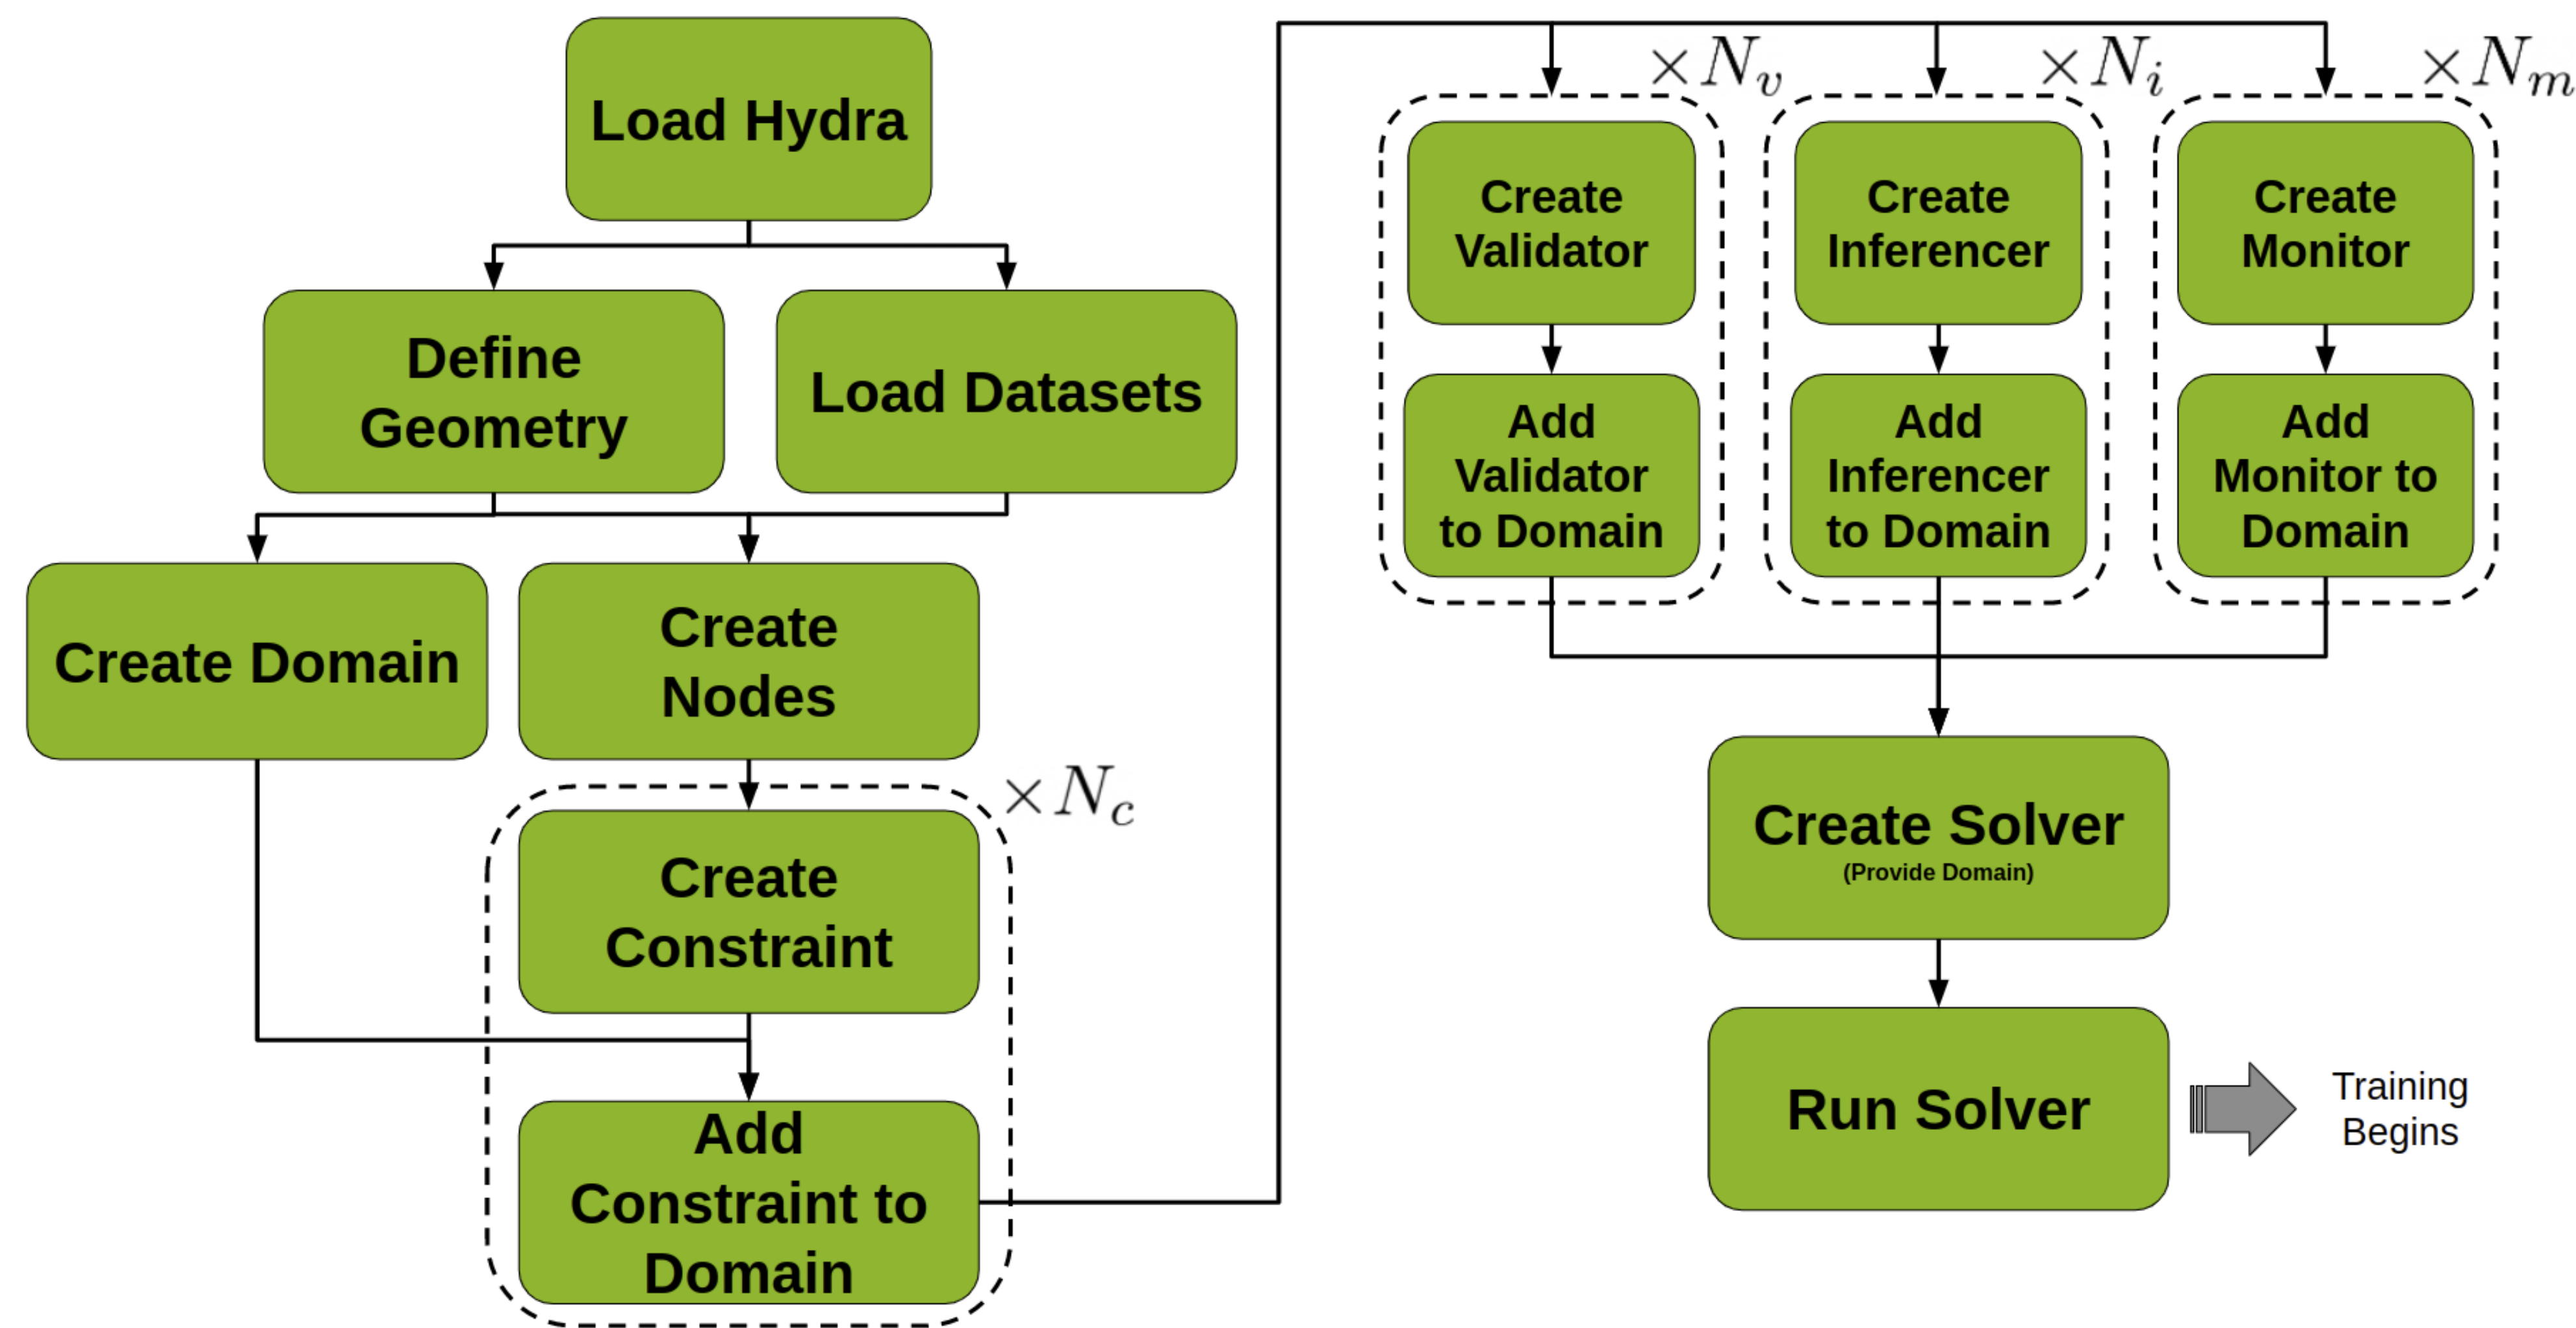 Load Hydra
Define
Geometry
Load Datasets
Create Domain
Create
Nodes
×N_c
Create
Constraint
Add
Constraint to
Domain
×N_v
Create
Validator
Add
Validator
to Domain
×N_i
Create
Inferencer
Add
Inferencer
to Domain
×N_m
Create
Monitor
Add
Monitor to
Domain
Create Solver
(Provide Domain)
Run Solver
Training
Begins